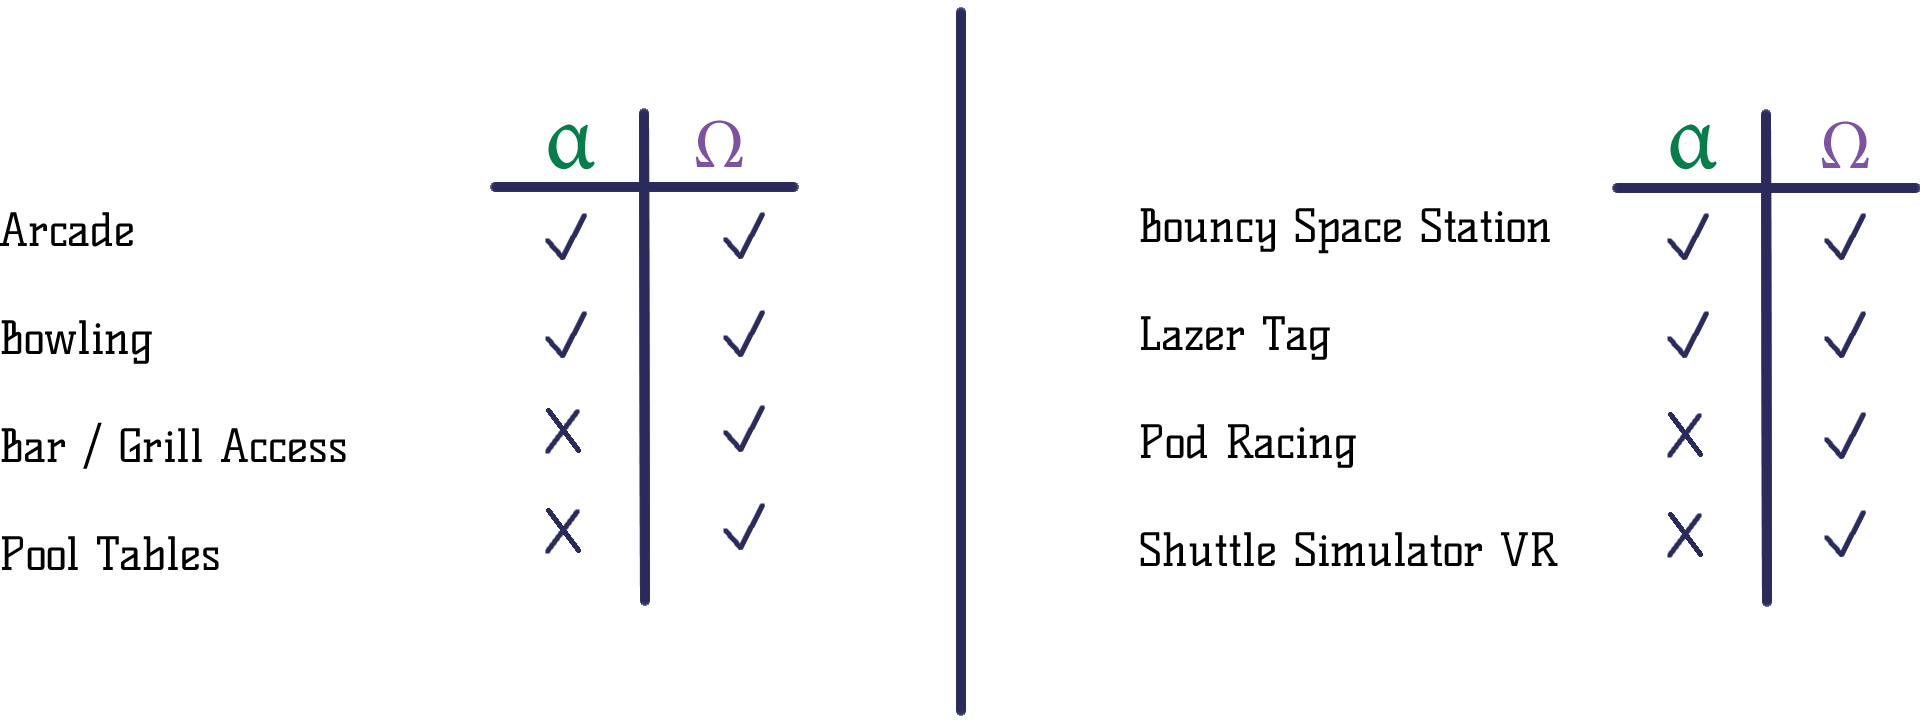 α Ω
Arcade ✓ ✓
Bowling ✓ ✓
Bar / Grill Access X ✓
Pool Tables X ✓
α Ω
Bouncy Space Station ✓ ✓
Lazer Tag ✓ ✓
Pod Racing X ✓
Shuttle Simulator VR X ✓